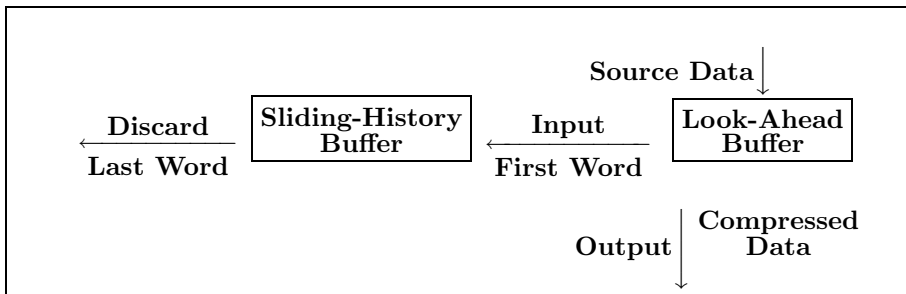 Source Data
Discard
Last Word
Sliding-History
Buffer
Input
First Word
Look-Ahead
Buffer
Output
Compressed
Data